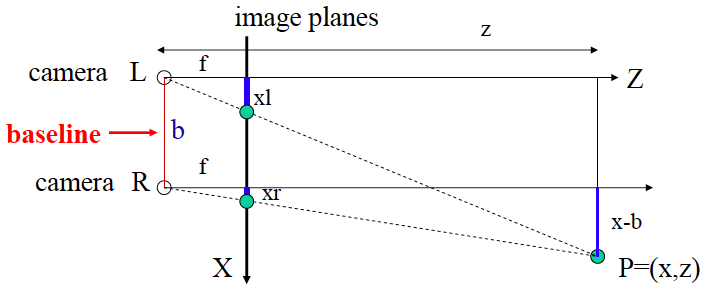 image planes
z
camera L
f
Z
xl
baseline
b
f
camera R
xr
x-b
X
P=(x,z)